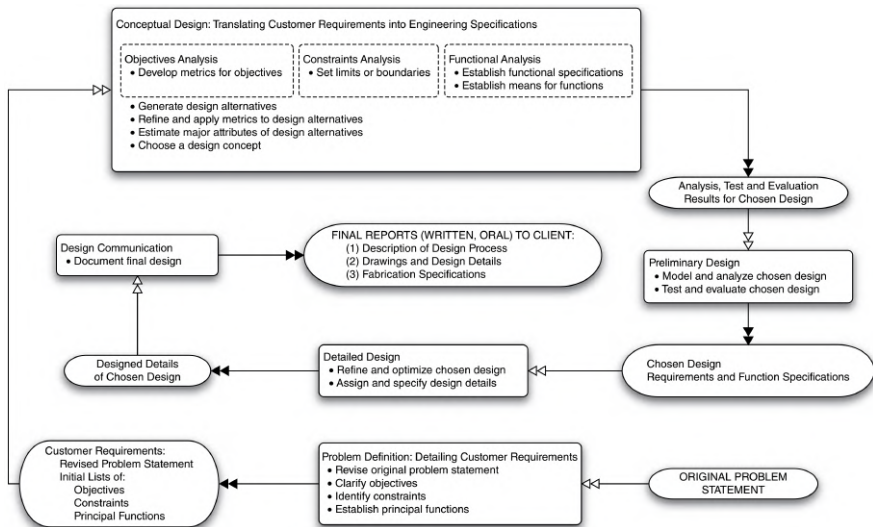 Conceptual Design: Translating Customer Requirements into Engineering Specifications
Objectives Analysis
• Develop metrics for objectives
Constraints Analysis
• Set limits or boundaries
Functional Analysis
• Establish functional specifications
• Establish means for functions
• Generate design alternatives
• Refine and apply metrics to design alternatives
• Estimate major attributes of design alternatives
• Choose a design concept
Analysis, Test and Evaluation
Results for Chosen Design
Design Communication
• Document final design
FINAL REPORTS (WRITTEN, ORAL) TO CLIENT:
(1) Description of Design Process
(2) Drawings and Design Details
(3) Fabrication Specifications
Preliminary Design
• Model and analyze chosen design
• Test and evaluate chosen design
Designed Details
of Chosen Design
Detailed Design
• Refine and optimize chosen design
• Assign and specify design details
Chosen Design
Requirements and Function Specifications
Customer Requirements:
Revised Problem Statement
Initial Lists of:
Objectives
Constraints
Principal Functions
Problem Definition: Detailing Customer Requirements
• Revise original problem statement
• Clarify objectives
• Identify constraints
• Establish principal functions
ORIGINAL PROBLEM
STATEMENT